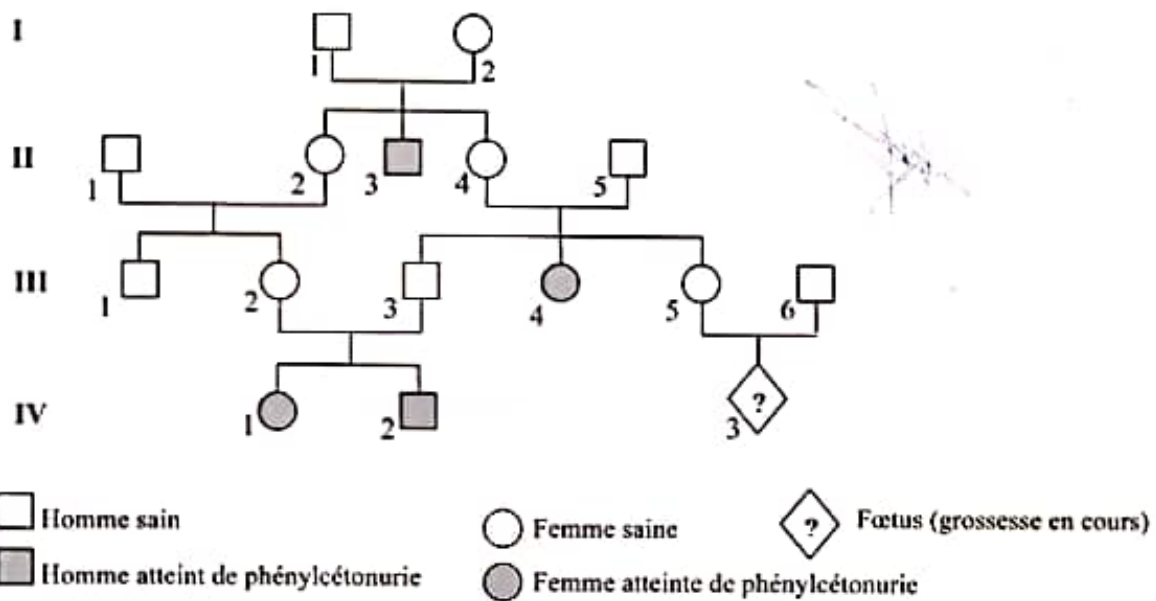 I
1
2
II
1
2
3
4
5
III
1
2
3
4
5
6
IV
1
2
3
?
Homme sain
Femme saine
?
Fœtus (grossesse en cours)
Homme atteint de phénylcétonurie
Femme atteinte de phénylcétonurie